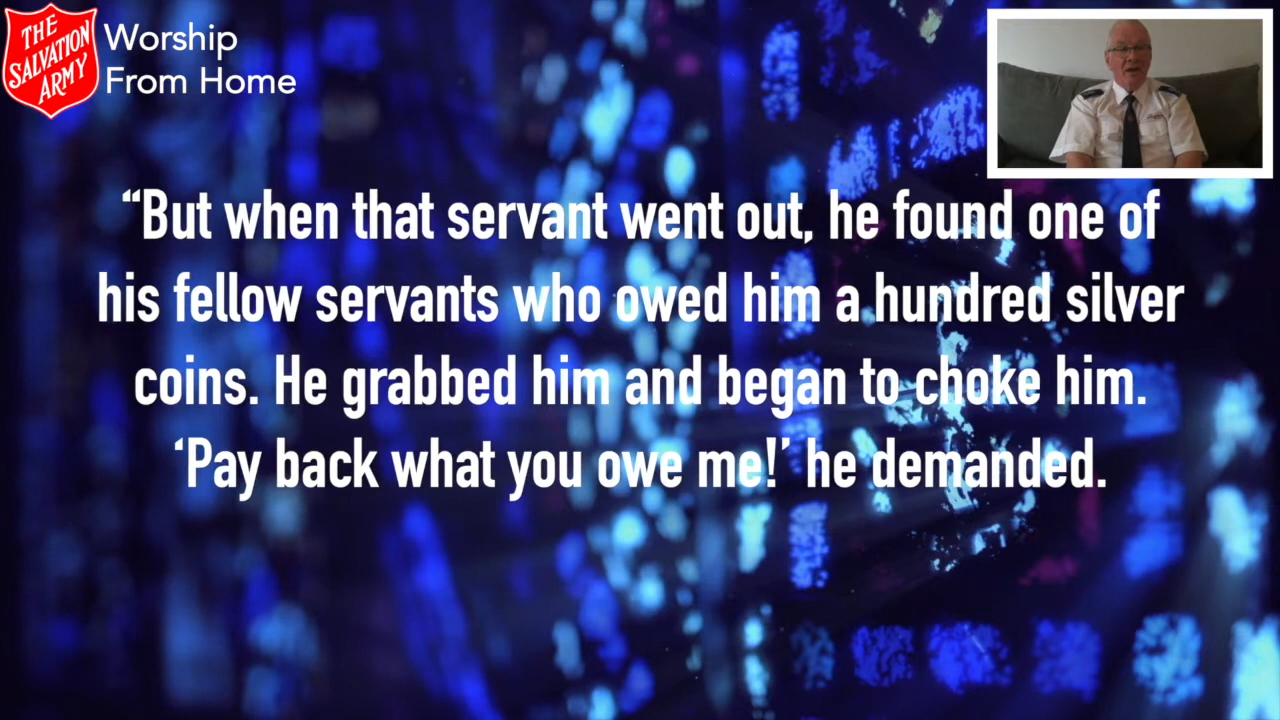 THE
SALVATION
ARMY
Worship
From Home
“But when that servant went out, he found one of
his fellow servants who owed him a hundred silver
coins. He grabbed him and began to choke him.
‘Pay back what you owe me!’ he demanded.